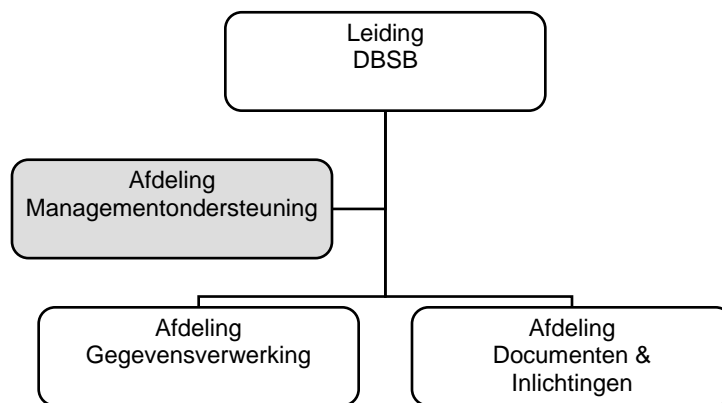 Leiding
DBSB
Afdeling
Managementondersteuning
Afdeling
Gegevensverwerking
Afdeling
Documenten &
Inlichtingen